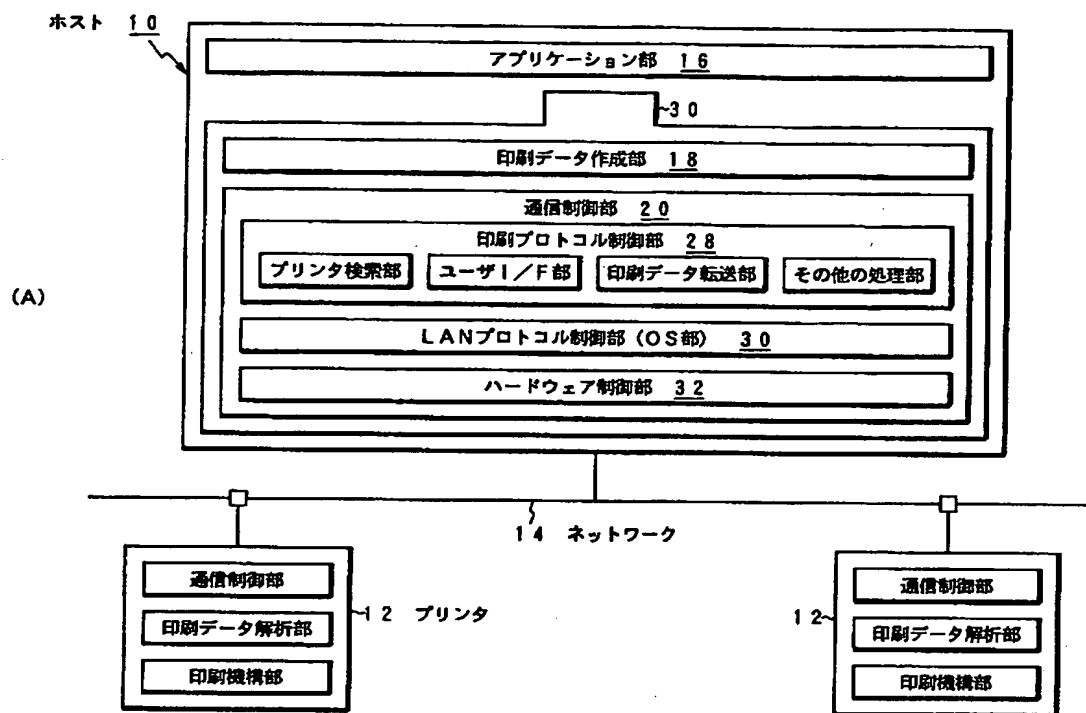 ホスト 10
アプリケーション部 16
30
印刷データ作成部 18
通信制御部 20
印刷プロトコル制御部 28
プリンタ検索部 ユーザI/F部 印刷データ転送部 その他の処理部
(A)
LANプロトコル制御部(OS部) 30
ハードウェア制御部 32
14 ネットワーク
通信制御部
印刷データ解析部
印刷機構部
12 プリンタ
通信制御部
12
印刷データ解析部
印刷機構部